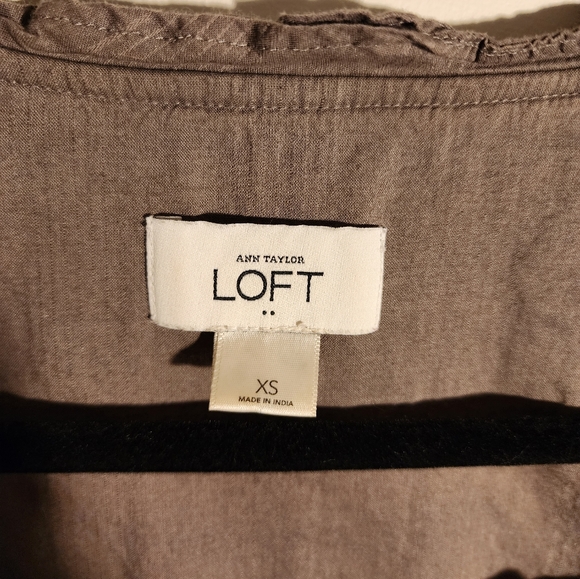 ANN TAYLOR
LOFT
XS
MADE IN INDIA